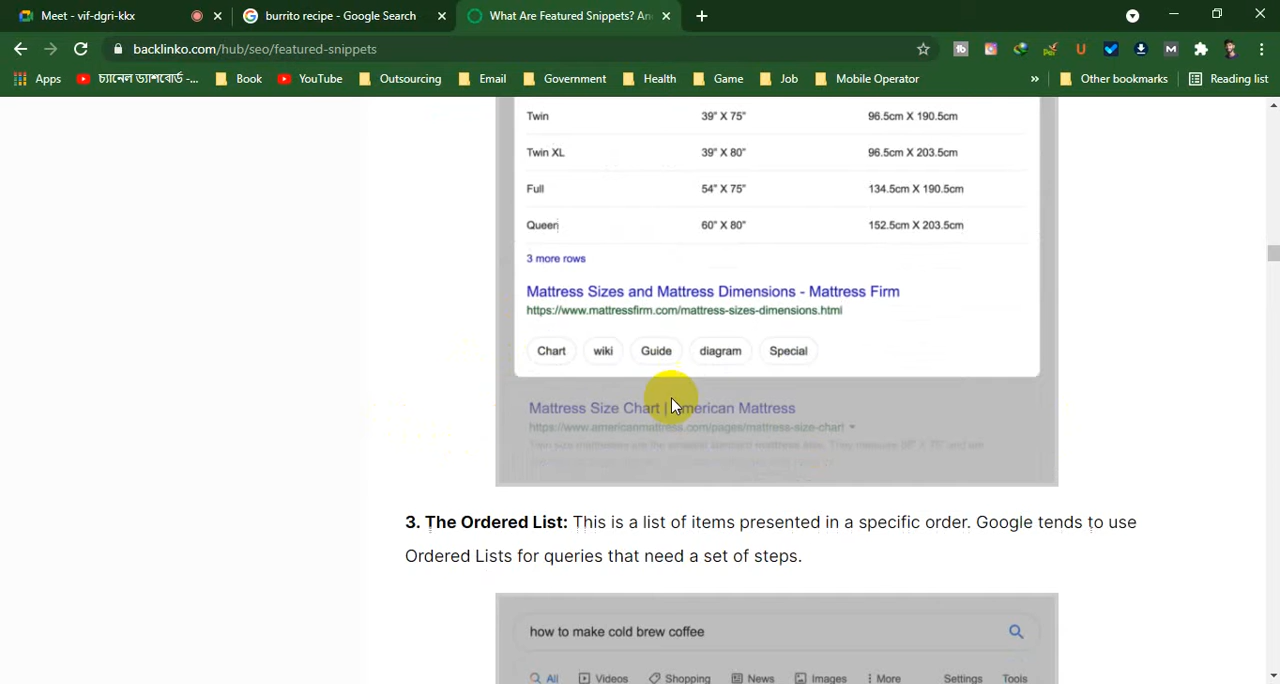 Meet - vif-dgri-kkx
burrito recipe - Google Search
What Are Featured Snippets? An
backlinko.com/hub/seo/featured-snippets
Apps
চ্যানেল ড্যাশবোর্ড -...
Book
YouTube
Outsourcing
Email
Government
Health
Game
Job
Mobile Operator
»
Other bookmarks
Reading list
Twin 39" X 75" 96.5cm X 190.5cm
Twin XL 39" X 80" 96.5cm X 203.5cm
Full 54" X 75" 134.5cm X 190.5cm
Queen 60" X 80" 152.5cm X 203.5cm
3 more rows
Mattress Sizes and Mattress Dimensions - Mattress Firm
https://www.mattressfirm.com/mattress-sizes-dimensions.html
Chart wiki Guide diagram Special
Mattress Size Chart | American Mattress
https://www.americanmattress.com/pages/mattress-size-chart
3. The Ordered List: This is a list of items presented in a specific order. Google tends to use
Ordered Lists for queries that need a set of steps.
how to make cold brew coffee
All Videos Shopping News Images More Settings Tools